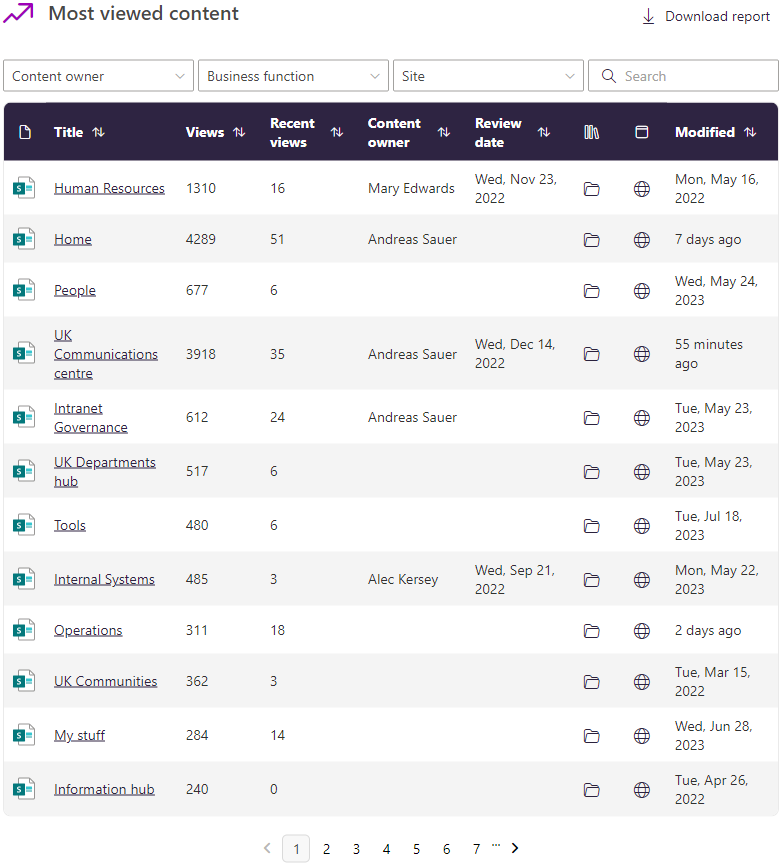 Most viewed content
Download report
Content owner
Business function
Site
Search
Title
Views
Recent
views
Content
owner
Review
date
Modified
Human Resources
1310
16
Mary Edwards
Wed, Nov 23,
2022
Mon, May 16,
2022
Home
4289
51
Andreas Sauer
7 days ago
People
677
6
Wed, May 24,
2023
UK
Communications
centre
3918
35
Andreas Sauer
Wed, Dec 14,
2022
55 minutes
ago
Intranet
Governance
612
24
Andreas Sauer
Tue, May 23,
2023
UK Departments
hub
517
6
Tue, May 23,
2023
Tools
480
6
Tue, Jul 18,
2023
Internal Systems
485
3
Alec Kersey
Wed, Sep 21,
2022
Mon, May 22,
2023
Operations
311
18
2 days ago
UK Communities
362
3
Tue, Mar 15,
2022
My stuff
284
14
Wed, Jun 28,
2023
Information hub
240
0
Tue, Apr 26,
2022
1 2 3 4 5 6 7 ...